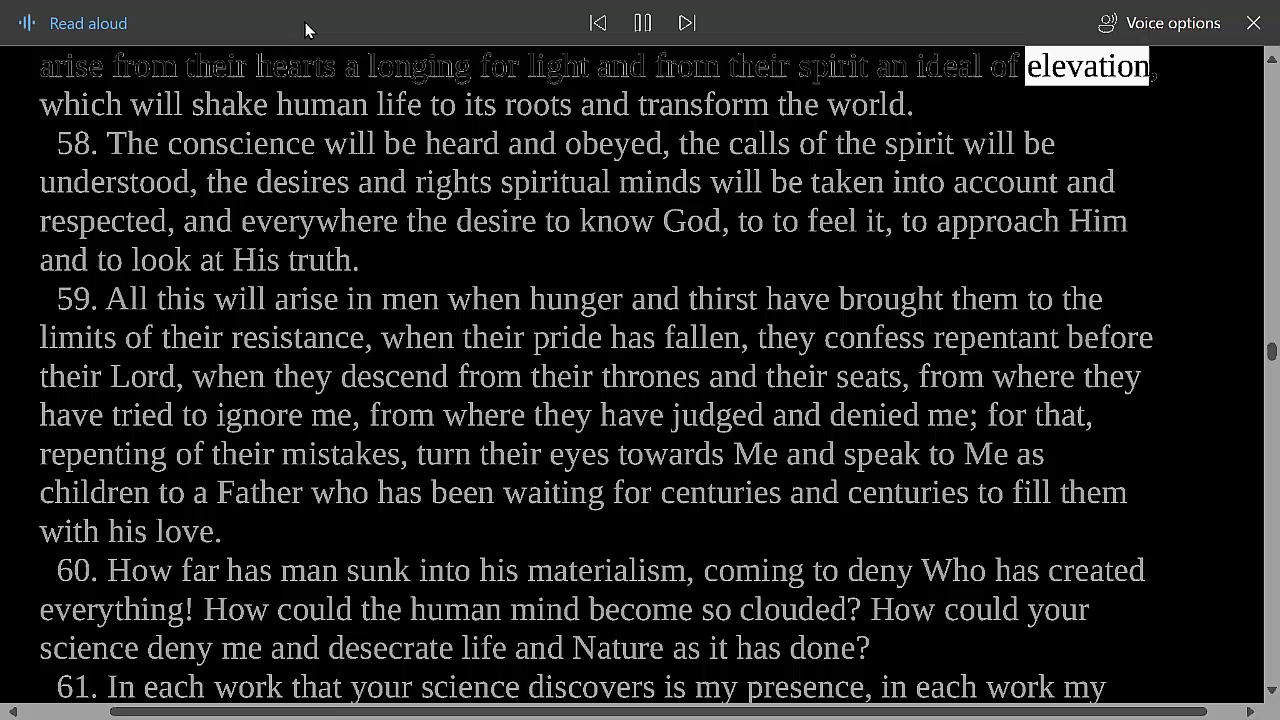 Read aloud
Voice options
arise from their hearts a longing for light and from their spirit an ideal of elevation,
which will shake human life to its roots and transform the world.
58. The conscience will be heard and obeyed, the calls of the spirit will be
understood, the desires and rights spiritual minds will be taken into account and
respected, and everywhere the desire to know God, to to feel it, to approach Him
and to look at His truth.
59. All this will arise in men when hunger and thirst have brought them to the
limits of their resistance, when their pride has fallen, they confess repentant before
their Lord, when they descend from their thrones and their seats, from where they
have tried to ignore me, from where they have judged and denied me; for that,
repenting of their mistakes, turn their eyes towards Me and speak to Me as
children to a Father who has been waiting for centuries and centuries to fill them
with his love.
60. How far has man sunk into his materialism, coming to deny Who has created
everything! How could the human mind become so clouded? How could your
science deny me and desecrate life and Nature as it has done?
61. In each work that your science discovers is my presence, in each work my